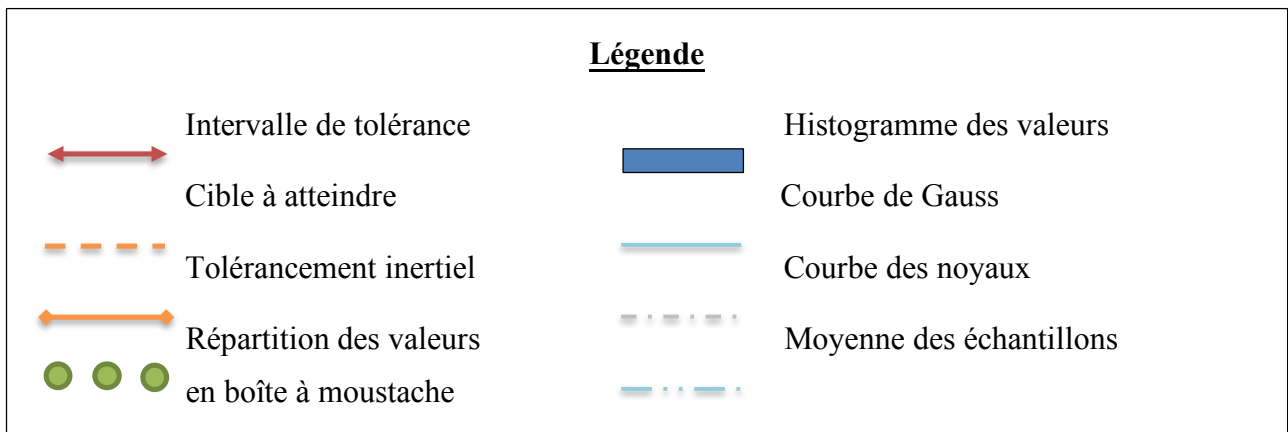 Légende
Intervalle de tolérance
Cible à atteindre
Tolérancement inertiel
Répartition des valeurs
en boîte à moustache
Histogramme des valeurs
Courbe de Gauss
Courbe des noyaux
Moyenne des échantillons